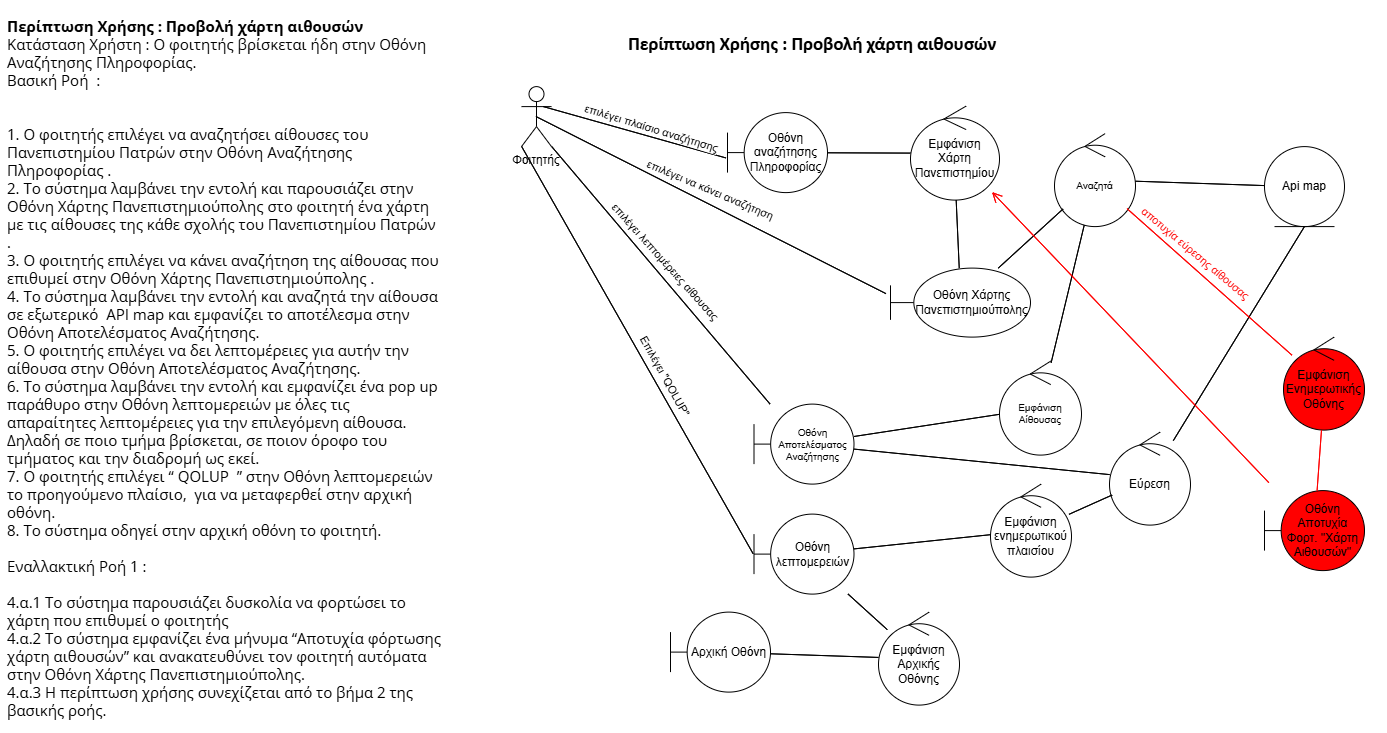 Περίπτωση Χρήσης : Προβολή χάρτη αιθουσών
Κατάσταση Χρήστη : Ο φοιτητής βρίσκεται ήδη στην Οθόνη
Αναζήτησης Πληροφορίας.
Βασική Ροή  :
1. Ο φοιτητής επιλέγει να αναζητήσει αίθουσες του
Πανεπιστημίου Πατρών στην Οθόνη Αναζήτησης
Πληροφορίας .
2. Το σύστημα λαμβάνει την εντολή και παρουσιάζει στην
Οθόνη Χάρτης Πανεπιστημιούπολης στο φοιτητή ένα χάρτη
με τις αίθουσες της κάθε σχολής του Πανεπιστημίου Πατρών
.
3. Ο φοιτητής επιλέγει να κάνει αναζήτηση της αίθουσας που
επιθυμεί στην Οθόνη Χάρτης Πανεπιστημιούπολης .
4. Το σύστημα λαμβάνει την εντολή και αναζητά την αίθουσα
σε εξωτερικό  API map και εμφανίζει το αποτέλεσμα στην
Οθόνη Αποτελέσματος Αναζήτησης.
5. Ο φοιτητής επιλέγει να δει λεπτομέρειες για αυτήν την
αίθουσα στην Οθόνη Αποτελέσματος Αναζήτησης.
6. Το σύστημα λαμβάνει την εντολή και εμφανίζει ένα pop up
παράθυρο στην Οθόνη λεπτομερειών με όλες τις
απαραίτητες λεπτομέρειες για την επιλεγόμενη αίθουσα.
Δηλαδή σε ποιο τμήμα βρίσκεται, σε ποιον όροφο του
τμήματος και την διαδρομή ως εκεί.
7. Ο φοιτητής επιλέγει “ QOLUP  ” στην Οθόνη λεπτομερειών
το προηγούμενο πλαίσιο,  για να μεταφερθεί στην αρχική
οθόνη.
8. Το σύστημα οδηγεί στην αρχική οθόνη το φοιτητή.
Εναλλακτική Ροή 1 :
4.α.1 Το σύστημα παρουσιάζει δυσκολία να φορτώσει το
χάρτη που επιθυμεί ο φοιτητής
4.α.2 Το σύστημα εμφανίζει ένα μήνυμα “Αποτυχία φόρτωσης
χάρτη αιθουσών” και ανακατευθύνει τον φοιτητή αυτόματα
στην Οθόνη Χάρτης Πανεπιστημιούπολης.
4.α.3 Η περίπτωση χρήσης συνεχίζεται από το βήμα 2 της
βασικής ροής.
Περίπτωση Χρήσης : Προβολή χάρτη αιθουσών
Φοιτητής
επιλέγει πλαίσιο αναζήτησης
επιλέγει να κάνει αναζήτηση
επιλέγει λεπτομέρειες αίθουσας
Επιλέγει "QOLUP"
Οθόνη
αναζήτησης
Πληροφορίας
Εμφάνιση
Χάρτη
Πανεπιστημίου
Αναζητά
Api map
αποτυχία εύρεσης αίθουσας
Οθόνη Χάρτης
Πανεπιστημιούπολης
Εμφάνιση
Ενημερωτικής
Οθόνης
Εμφάνιση
Αίθουσας
Οθόνη
Αποτελέσματος
Αναζήτησης
Εύρεση
Εμφάνιση
ενημερωτικού
πλαισίου
Οθόνη
Αποτυχία
Φορτ. "Χάρτη
Αιθουσών"
Οθόνη
λεπτομερειών
Αρχική Οθόνη
Εμφάνιση
Αρχικής
Οθόνης